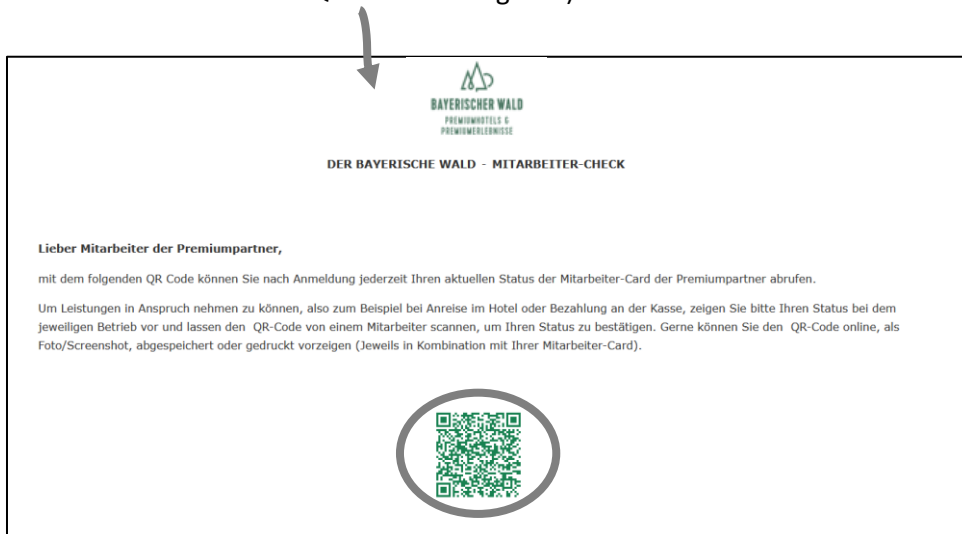 BAYERISCHER WALD
PREMIUMHOTELS &
PREMIUMERLEBNISSE
DER BAYERISCHE WALD - MITARBEITER-CHECK
Lieber Mitarbeiter der Premiumpartner,
mit dem folgenden QR Code können Sie nach Anmeldung jederzeit Ihren aktuellen Status der Mitarbeiter-Card der Premiumpartner abrufen.
Um Leistungen in Anspruch nehmen zu können, also zum Beispiel bei Anreise im Hotel oder Bezahlung an der Kasse, zeigen Sie bitte Ihren Status bei dem
jeweiligen Betrieb vor und lassen den QR-Code von einem Mitarbeiter scannen, um Ihren Status zu bestätigen. Gerne können Sie den QR-Code online, als
Foto/Screenshot, abgespeichert oder gedruckt vorzeigen (Jeweils in Kombination mit Ihrer Mitarbeiter-Card).